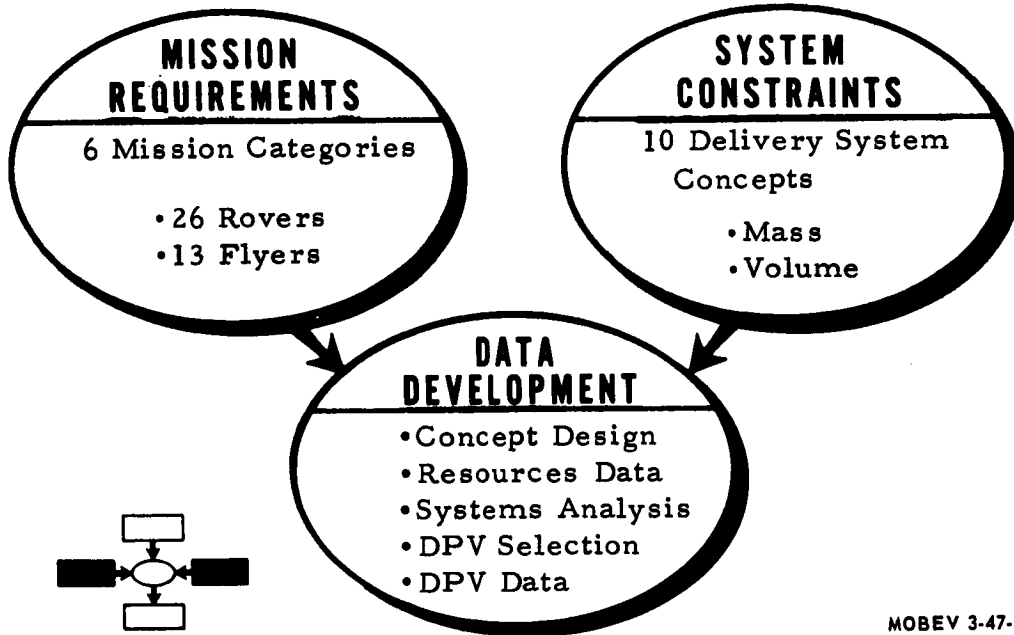 MISSION
REQUIREMENTS
6 Mission Categories
•26 Rovers
•13 Flyers
SYSTEM
CONSTRAINTS
10 Delivery System
Concepts
•Mass
•Volume
DATA
DEVELOPMENT
•Concept Design
•Resources Data
•Systems Analysis
•DPV Selection
•DPV Data
MOBEV 3-47-